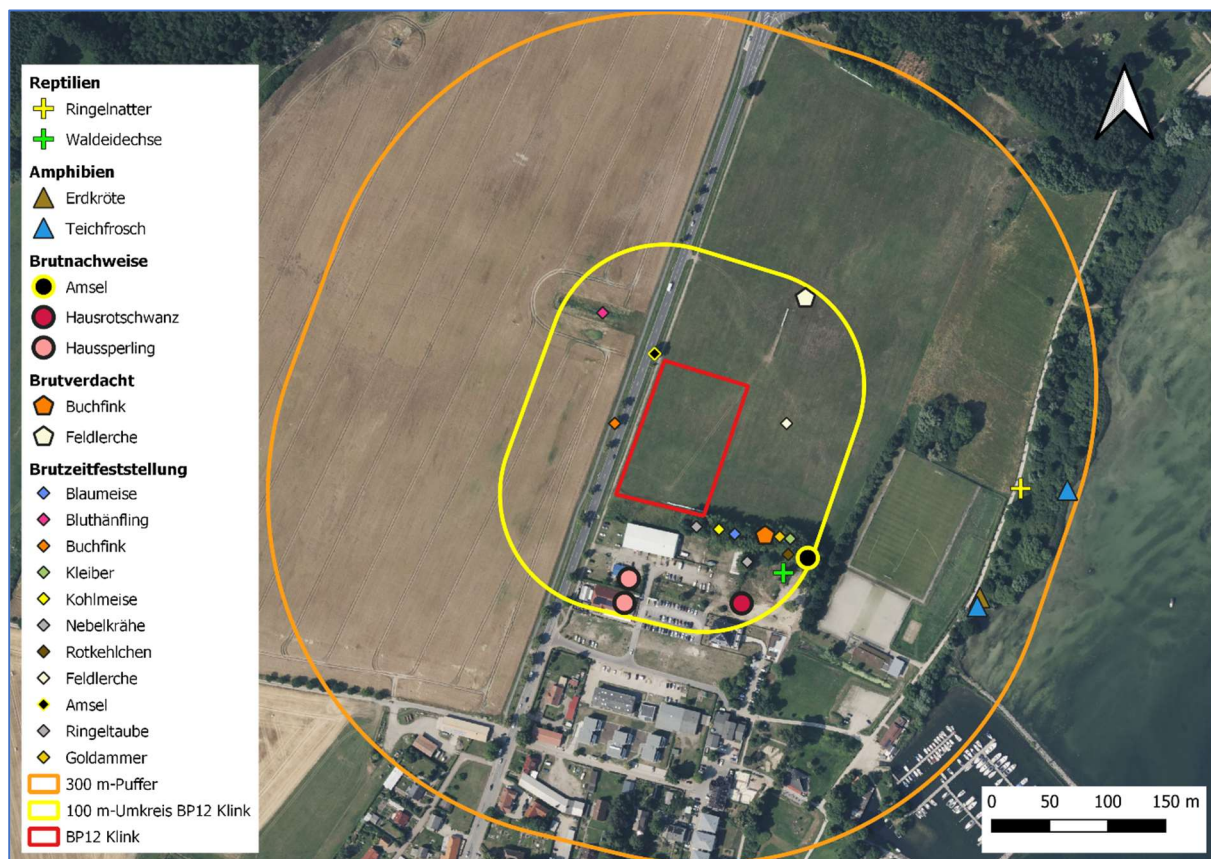 Reptilien
Ringelnatter
Waldeidechse
Amphibien
Erdkröte
Teichfrosch
Brutnachweise
Amsel
Hausrotschwanz
Haussperling
Brutverdacht
Buchfink
Feldlerche
Brutzeitfeststellung
Blaumeise
Bluthänfling
Buchfink
Kleiber
Kohlmeise
Nebelkrähe
Rotkehlchen
Feldlerche
Amsel
Ringeltaube
Goldammer
300 m-Puffer
100 m-Umkreis BP12 Klink
BP12 Klink
0 50 100 150 m